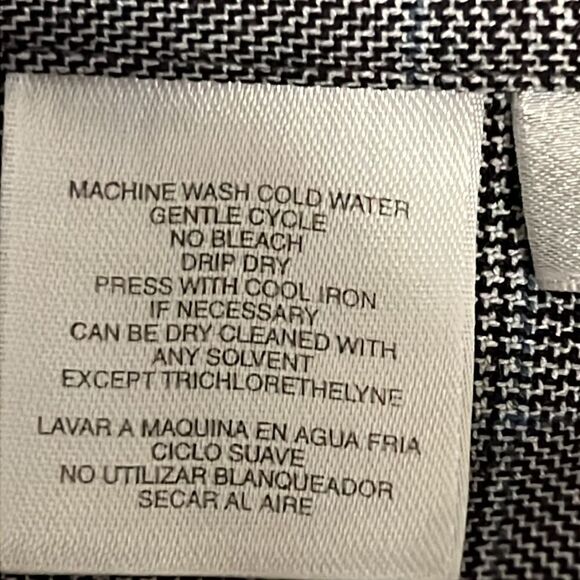 MACHINE WASH COLD WATER
GENTLE CYCLE
NO BLEACH
DRIP DRY
PRESS WITH COOL IRON
IF NECESSARY
CAN BE DRY CLEANED WITH
ANY SOLVENT
EXCEPT TRICHLORETHELYNE
LAVAR A MAQUINA EN AGUA FRIA
CICLO SUAVE
NO UTILIZAR BLANQUEADOR
SECAR AL AIRE